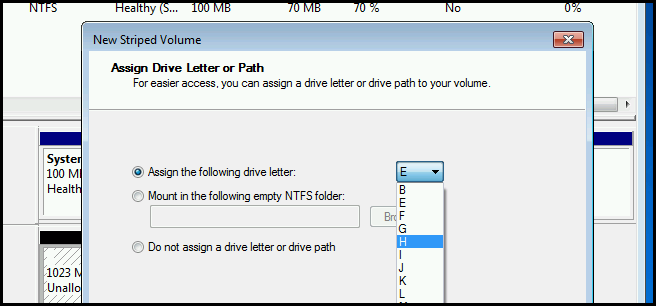 NTFS Healthy (S... 100 MB 70 MB 70 % No 0%
New Striped Volume
Assign Drive Letter or Path
For easier access, you can assign a drive letter or drive path to your volume.
Syster
100 MB
Health
Assign the following drive letter: E
B
Mount in the following empty NTFS folder:
E
F
G
H
Do not assign a drive letter or drive path
I
J
K
L
1023 M
Unallo